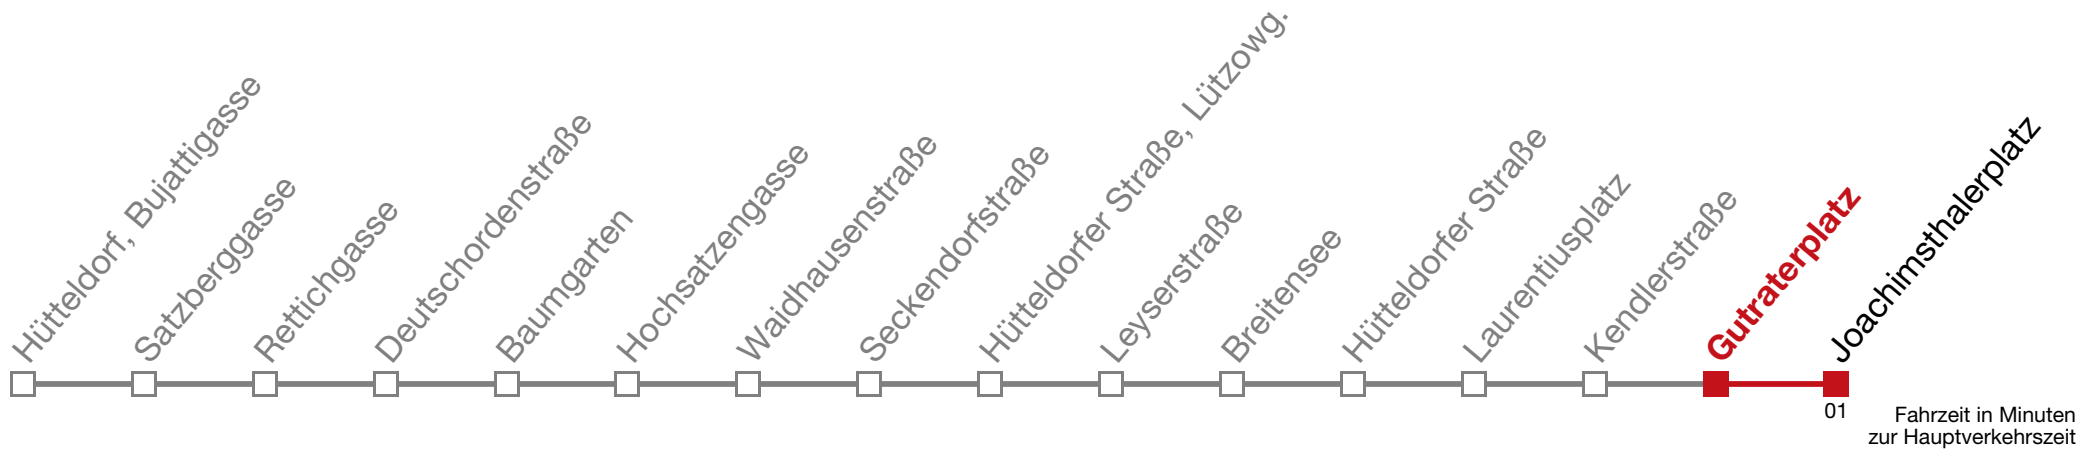 Hütteldorf, Bujattigasse
Satzberggasse
Rettichgasse
Deutschordenstraße
Baumgarten
Hochsatzengasse
Waidhausenstraße
Seckendorfstraße
Hütteldorfer Straße, Lützowg.
Leyserstraße
Breitensee
Hütteldorfer Straße
Laurentiusplatz
Kendlerstraße
Gutraterplatz
Joachimsthalerplatz
01
Fahrzeit in Minuten
zur Hauptverkehrszeit